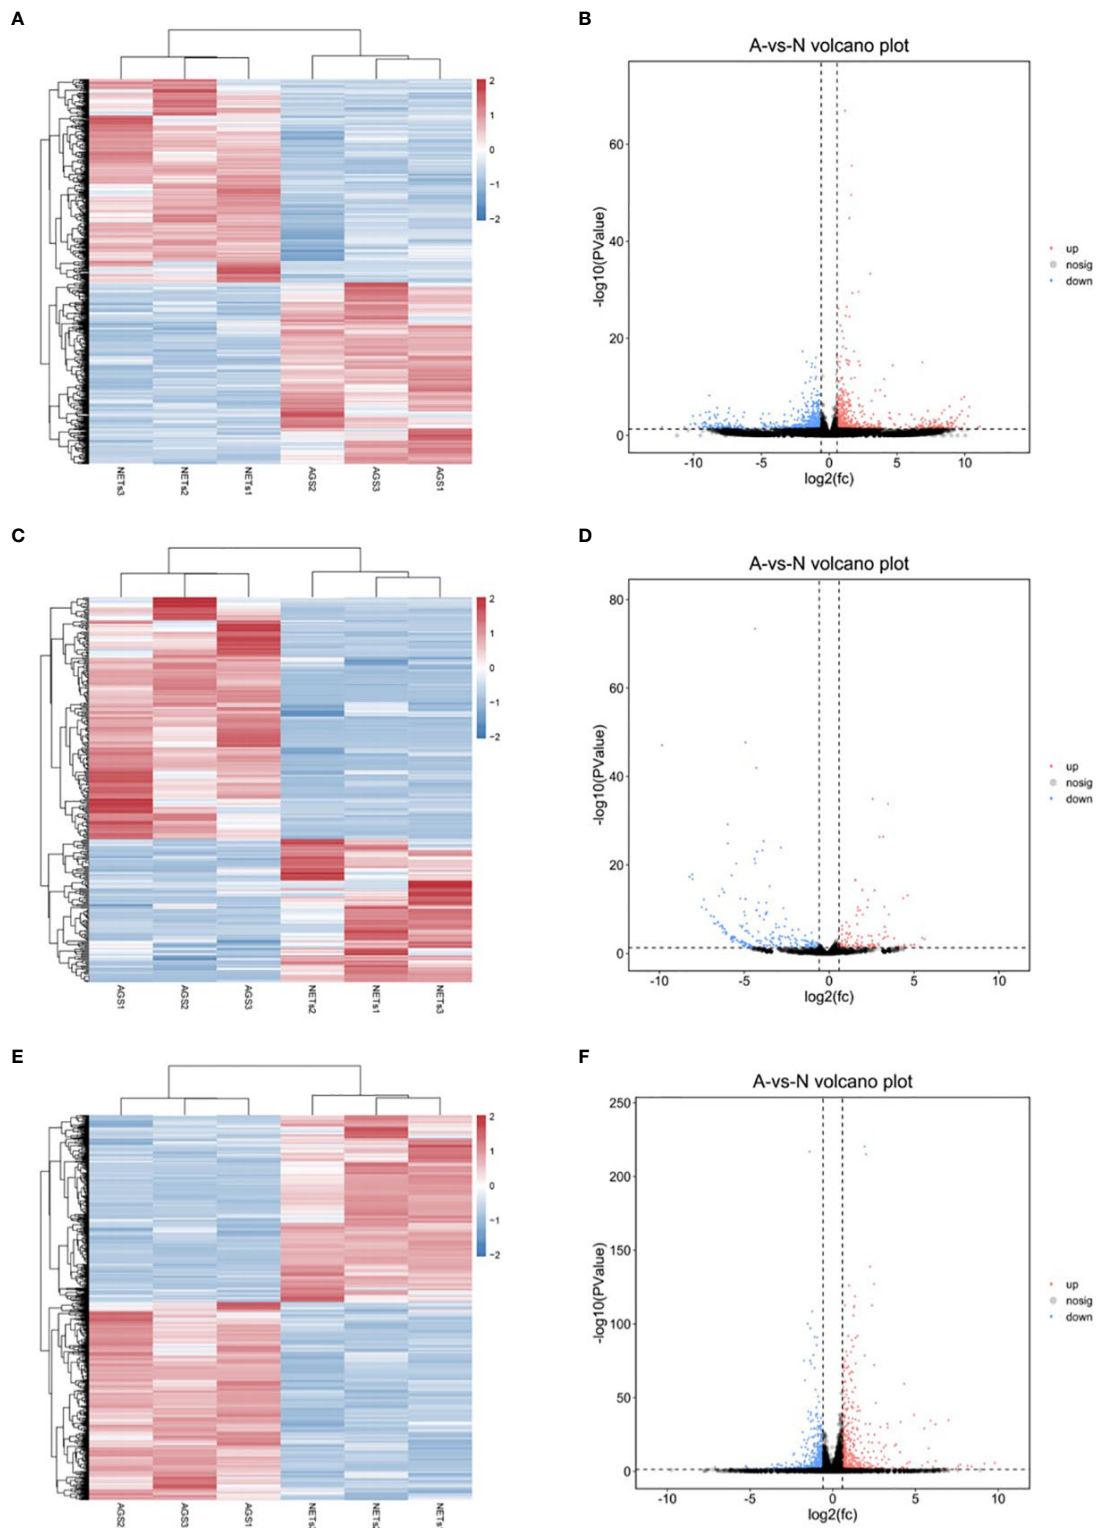 A
2
1
0
−1
−2
NETs3
NETs2
NETs1
AGS2
AGS3
AGS1
B
A-vs-N volcano plot
60
40
20
0
-log10(PValue)
-10
-5
0
5
10
log2(fc)
up
nosig
down
C
2
1
0
−1
−2
AGS1
AGS2
AGS3
NETs2
NETs1
NETs3
D
A-vs-N volcano plot
80
60
40
20
0
-log10(PValue)
-10
-5
0
5
10
log2(fc)
up
nosig
down
E
2
1
0
−1
−2
AGS2
AGS3
AGS1
F
A-vs-N volcano plot
250
200
150
100
50
0
-log10(PValue)
-10
-5
0
5
10
log2(fc)
up
nosig
down